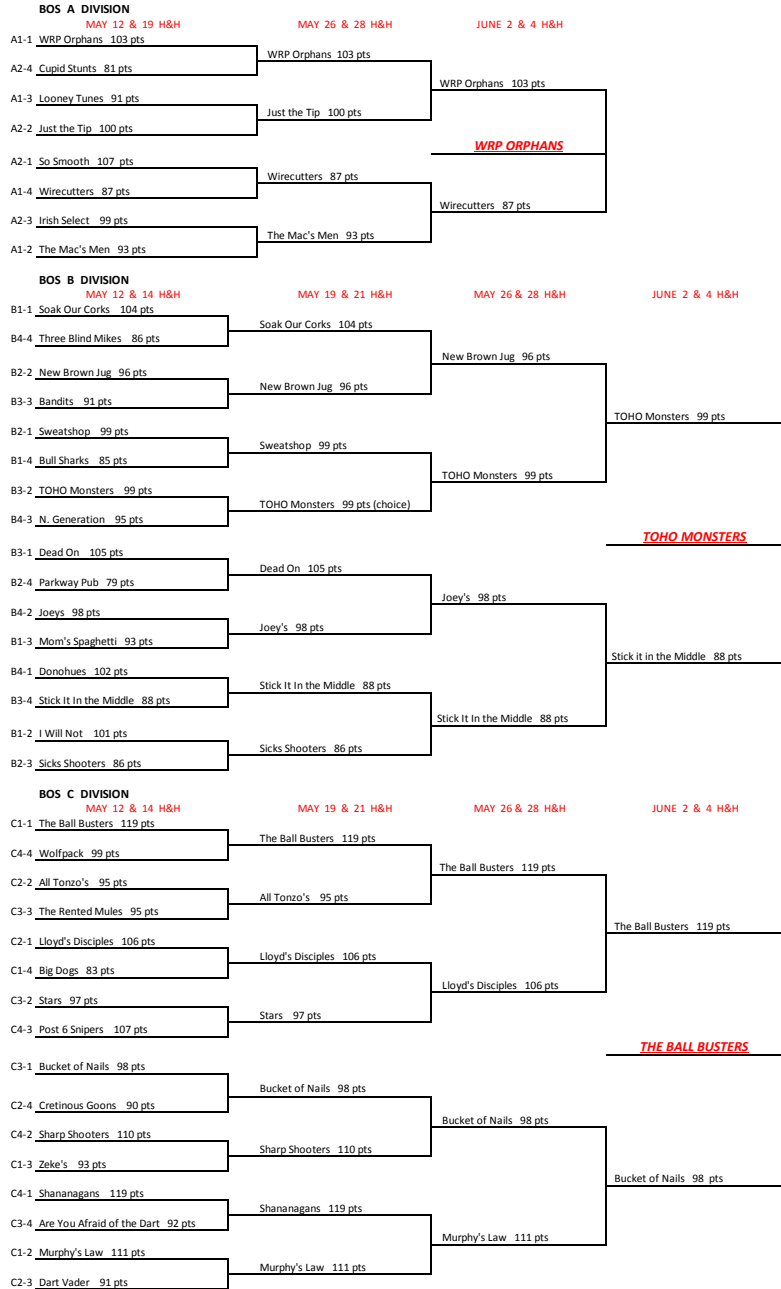 BOS A DIVISION
MAY 12 & 19 H&H MAY 26 & 28 H&H JUNE 2 & 4 H&H
A1-1 WRP Orphans 103 pts
WRP Orphans 103 pts
A2-4 Cupid Stunts 81 pts
WRP Orphans 103 pts
A1-3 Looney Tunes 91 pts
Just the Tip 100 pts
A2-2 Just the Tip 100 pts
WRP ORPHANS
A2-1 So Smooth 107 pts
Wirecutters 87 pts
A1-4 Wirecutters 87 pts
Wirecutters 87 pts
A2-3 Irish Select 99 pts
The Mac's Men 93 pts
A1-2 The Mac's Men 93 pts
BOS B DIVISION
MAY 12 & 14 H&H MAY 19 & 21 H&H MAY 26 & 28 H&H JUNE 2 & 4 H&H
B1-1 Soak Our Corks 104 pts
Soak Our Corks 104 pts
B4-4 Three Blind Mikes 86 pts
New Brown Jug 96 pts
B2-2 New Brown Jug 96 pts
New Brown Jug 96 pts
B3-3 Bandits 91 pts
TOHO Monsters 99 pts
B2-1 Sweatshop 99 pts
Sweatshop 99 pts
B1-4 Bull Sharks 85 pts
TOHO Monsters 99 pts
B3-2 TOHO Monsters 99 pts
TOHO Monsters 99 pts (choice)
B4-3 N. Generation 95 pts
TOHO MONSTERS
B3-1 Dead On 105 pts
Dead On 105 pts
B2-4 Parkway Pub 79 pts
Joey's 98 pts
B4-2 Joeys 98 pts
Joey's 98 pts
B1-3 Mom's Spaghetti 93 pts
Stick it in the Middle 88 pts
B4-1 Donohues 102 pts
Stick It In the Middle 88 pts
B3-4 Stick It In the Middle 88 pts
Stick It In the Middle 88 pts
B1-2 I Will Not 101 pts
Sicks Shooters 86 pts
B2-3 Sicks Shooters 86 pts
BOS C DIVISION
MAY 12 & 14 H&H MAY 19 & 21 H&H MAY 26 & 28 H&H JUNE 2 & 4 H&H
C1-1 The Ball Busters 119 pts
The Ball Busters 119 pts
C4-4 Wolfpack 99 pts
The Ball Busters 119 pts
C2-2 All Tonzo's 95 pts
All Tonzo's 95 pts
C3-3 The Rented Mules 95 pts
The Ball Busters 119 pts
C2-1 Lloyd's Disciples 106 pts
Lloyd's Disciples 106 pts
C1-4 Big Dogs 83 pts
Lloyd's Disciples 106 pts
C3-2 Stars 97 pts
Stars 97 pts
C4-3 Post 6 Snipers 107 pts
THE BALL BUSTERS
C3-1 Bucket of Nails 98 pts
Bucket of Nails 98 pts
C2-4 Cretinous Goons 90 pts
Bucket of Nails 98 pts
C4-2 Sharp Shooters 110 pts
Sharp Shooters 110 pts
C1-3 Zeke's 93 pts
Bucket of Nails 98 pts
C4-1 Shananagans 119 pts
Shananagans 119 pts
C3-4 Are You Afraid of the Dart 92 pts
Murphy's Law 111 pts
C1-2 Murphy's Law 111 pts
Murphy's Law 111 pts
C2-3 Dart Vader 91 pts